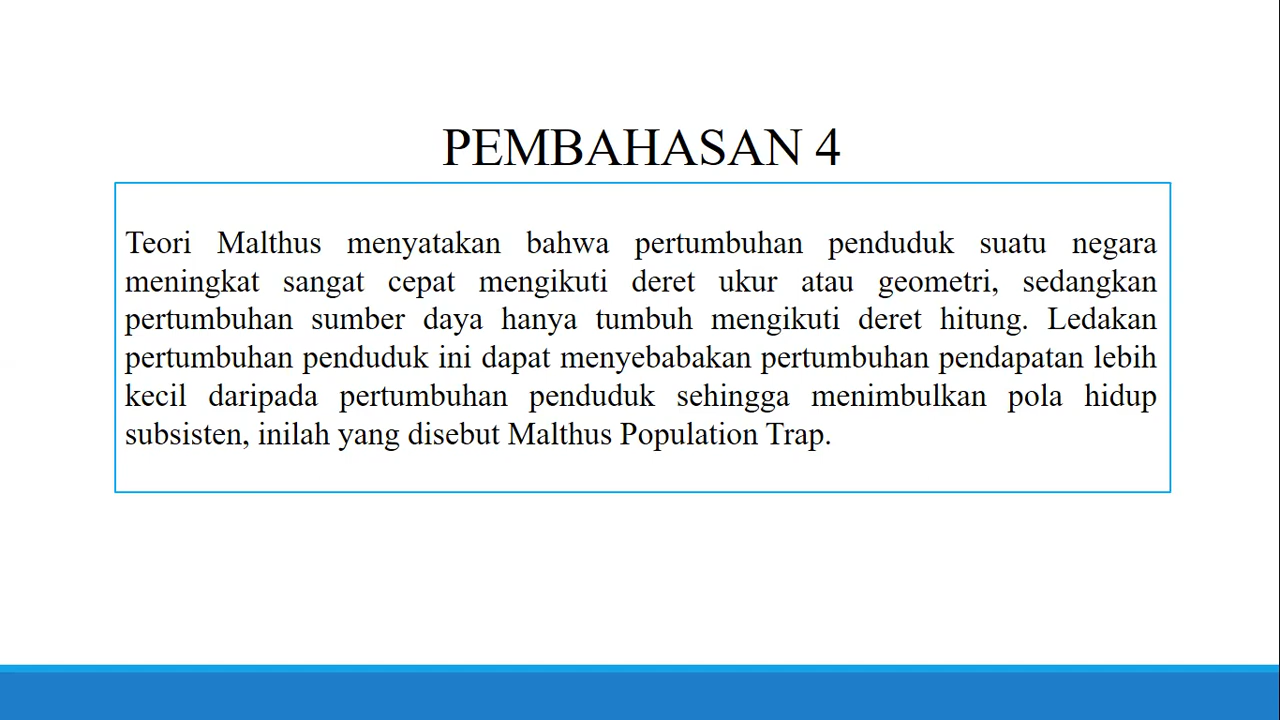 PEMBAHASAN 4
Teori Malthus menyatakan bahwa pertumbuhan penduduk suatu negara
meningkat sangat cepat mengikuti deret ukur atau geometri, sedangkan
pertumbuhan sumber daya hanya tumbuh mengikuti deret hitung. Ledakan
pertumbuhan penduduk ini dapat menyebabakan pertumbuhan pendapatan lebih
kecil daripada pertumbuhan penduduk sehingga menimbulkan pola hidup
subsisten, inilah yang disebut Malthus Population Trap.